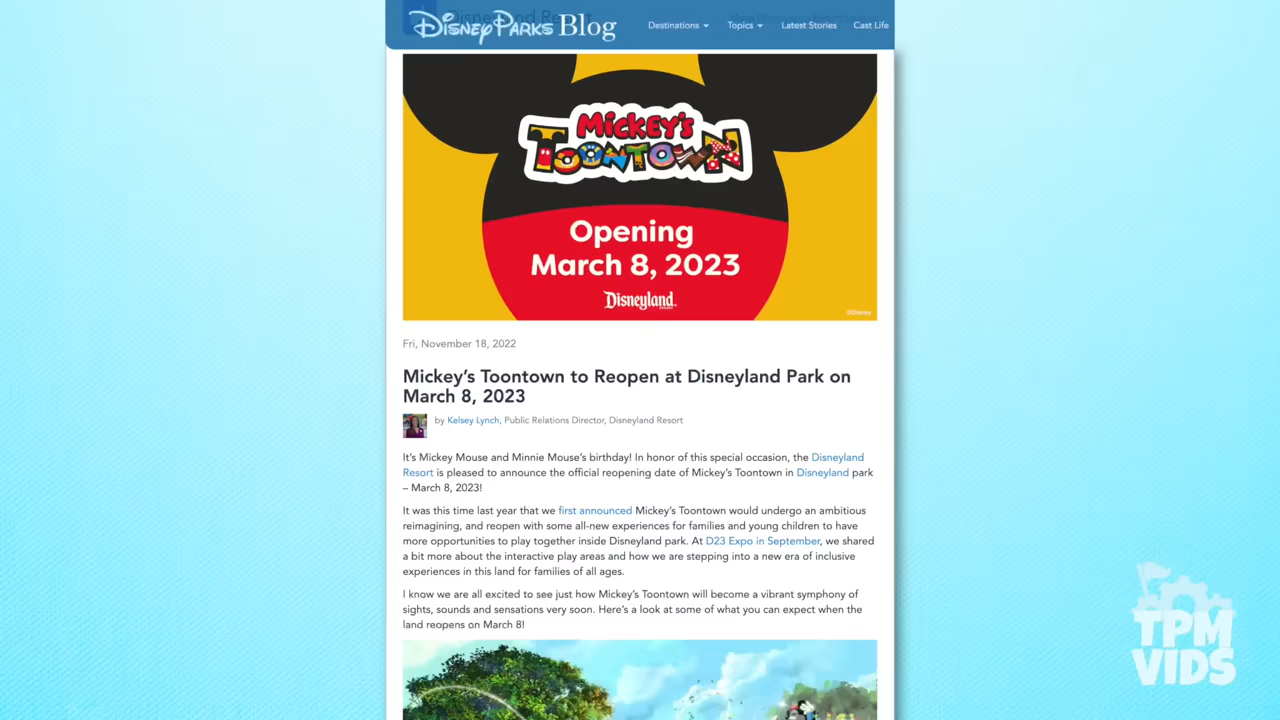 Disney Parks Blog
Destinations
Topics
Latest Stories
Cast Life
Mickey's
Toontown
Opening
March 8, 2023
Disneyland
RESORT
©Disney
Fri, November 18, 2022
Mickey's Toontown to Reopen at Disneyland Park on
March 8, 2023
by Kelsey Lynch, Public Relations Director, Disneyland Resort
It's Mickey Mouse and Minnie Mouse's birthday! In honor of this special occasion, the Disneyland
Resort is pleased to announce the official reopening date of Mickey's Toontown in Disneyland park
– March 8, 2023!
It was this time last year that we first announced Mickey's Toontown would undergo an ambitious
reimagining, and reopen with some all-new experiences for families and young children to have
more opportunities to play together inside Disneyland park. At D23 Expo in September, we shared
a bit more about the interactive play areas and how we are stepping into a new era of inclusive
experiences in this land for families of all ages.
I know we are all excited to see just how Mickey's Toontown will become a vibrant symphony of
sights, sounds and sensations very soon. Here's a look at some of what you can expect when the
land reopens on March 8!
TPM
VIDS